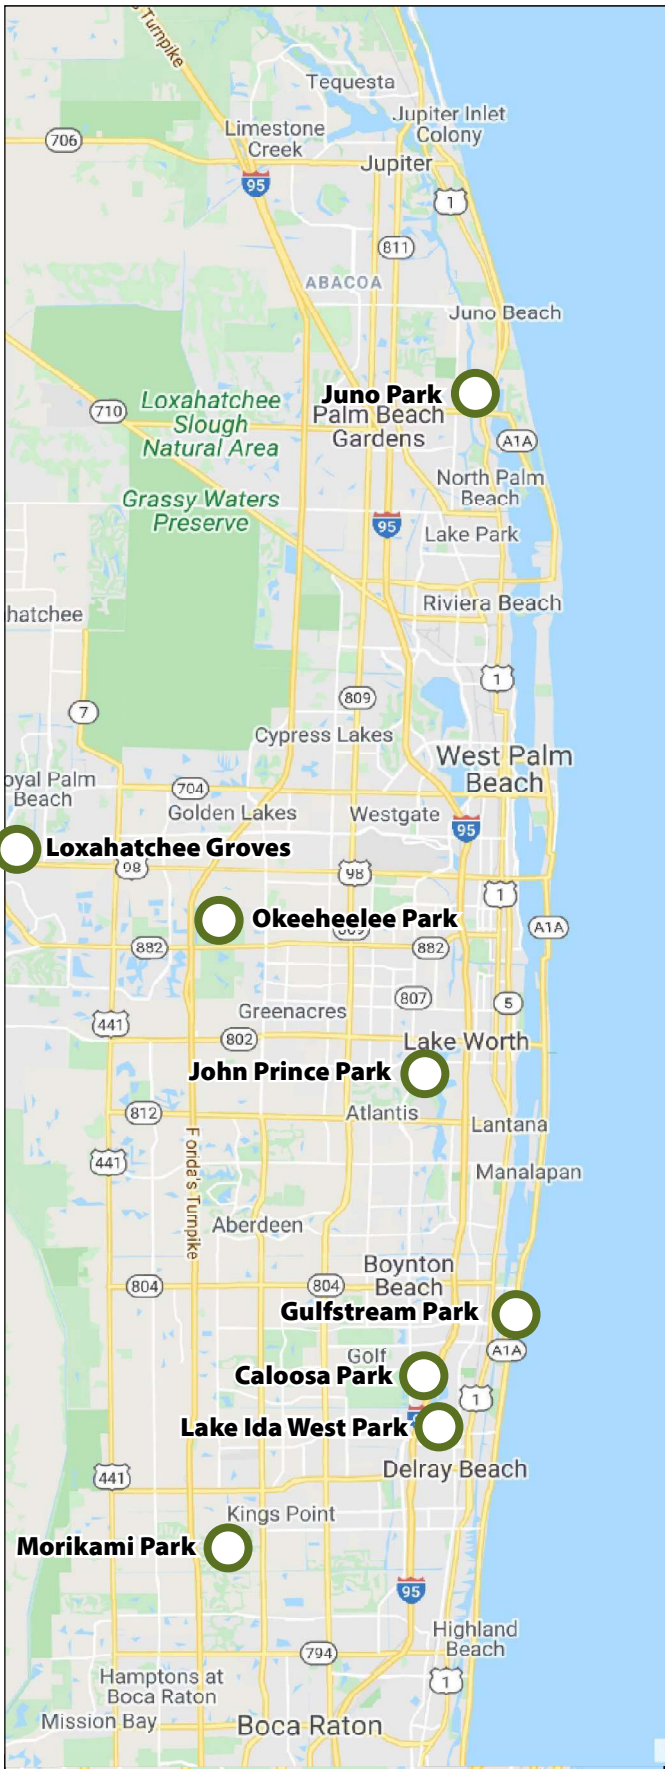 Turnpike
Tequesta
Jupiter Inlet
Colony
Limestone
Creek
706
Jupiter
95
1
811
ABACOA
Juno Beach
Juno Park
Loxahatchee
Slough
Natural Area
710
Palm Beach
Gardens
A1A
North Palm
Beach
Grassy Waters
Preserve
95
Lake Park
Riviera Beach
hatchee
1
809
7
Cypress Lakes
West Palm
Beach
oyal Palm
Beach
704
Golden Lakes
Westgate
95
Loxahatchee Groves
98
98
1
Okeeheelee Park
A1A
882
882
807
5
Greenacres
441
802
Lake Worth
John Prince Park
812
Atlantis
Lantana
441
Manalapan
F orida's Turnpike
Aberdeen
Boynton
Beach
804
804
Gulfstream Park
A1A
Golf
Caloosa Park
1
Lake Ida West Park
Delray Beach
441
Kings Point
Morikami Park
95
Highland
Beach
794
Hamptons at
Boca Raton
1
Mission Bay
Boca Raton